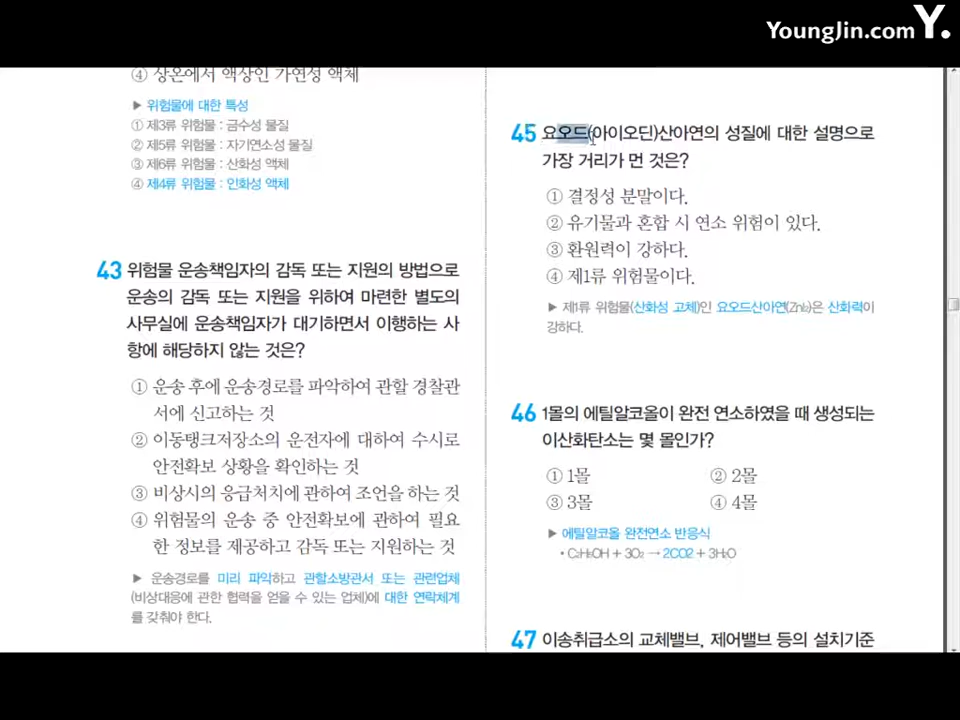 YoungJin.com Y.
④ 상온에서 액상인 가연성 액체
▶ 위험물에 대한 특성
① 제3류 위험물 : 금수성 물질
② 제5류 위험물 : 자기연소성 물질
③ 제6류 위험물 : 산화성 액체
④ 제4류 위험물 : 인화성 액체
43 위험물 운송책임자의 감독 또는 지원의 방법으로
운송의 감독 또는 지원을 위하여 마련한 별도의
사무실에 운송책임자가 대기하면서 이행하는 사
항에 해당하지 않는 것은?
① 운송 후에 운송경로를 파악하여 관할 경찰관
서에 신고하는 것
② 이동탱크저장소의 운전자에 대하여 수시로
안전확보 상황을 확인하는 것
③ 비상시의 응급처치에 관하여 조언을 하는 것
④ 위험물의 운송 중 안전확보에 관하여 필요
한 정보를 제공하고 감독 또는 지원하는 것
▶ 운송경로를 미리 파악하고 관할소방관서 또는 관련업체
(비상대응에 관한 협력을 얻을 수 있는 업체)에 대한 연락체계
를 갖춰야 한다.
45 요오드(아이오딘)산아연의 성질에 대한 설명으로
가장 거리가 먼 것은?
① 결정성 분말이다.
② 유기물과 혼합 시 연소 위험이 있다.
③ 환원력이 강하다.
④ 제1류 위험물이다.
▶ 제1류 위험물(산화성 고체)인 요오드산아연(ZnI₂)은 산화력이
강하다.
46 1몰의 에틸알코올이 완전 연소하였을 때 생성되는
이산화탄소는 몇 몰인가?
① 1몰 ② 2몰
③ 3몰 ④ 4몰
▶ 에틸알코올 완전연소 반응식
• C₂H₅OH + 3O₂ → 2CO2 + 3H₂O
47 이송취급소의 교체밸브, 제어밸브 등의 설치기준